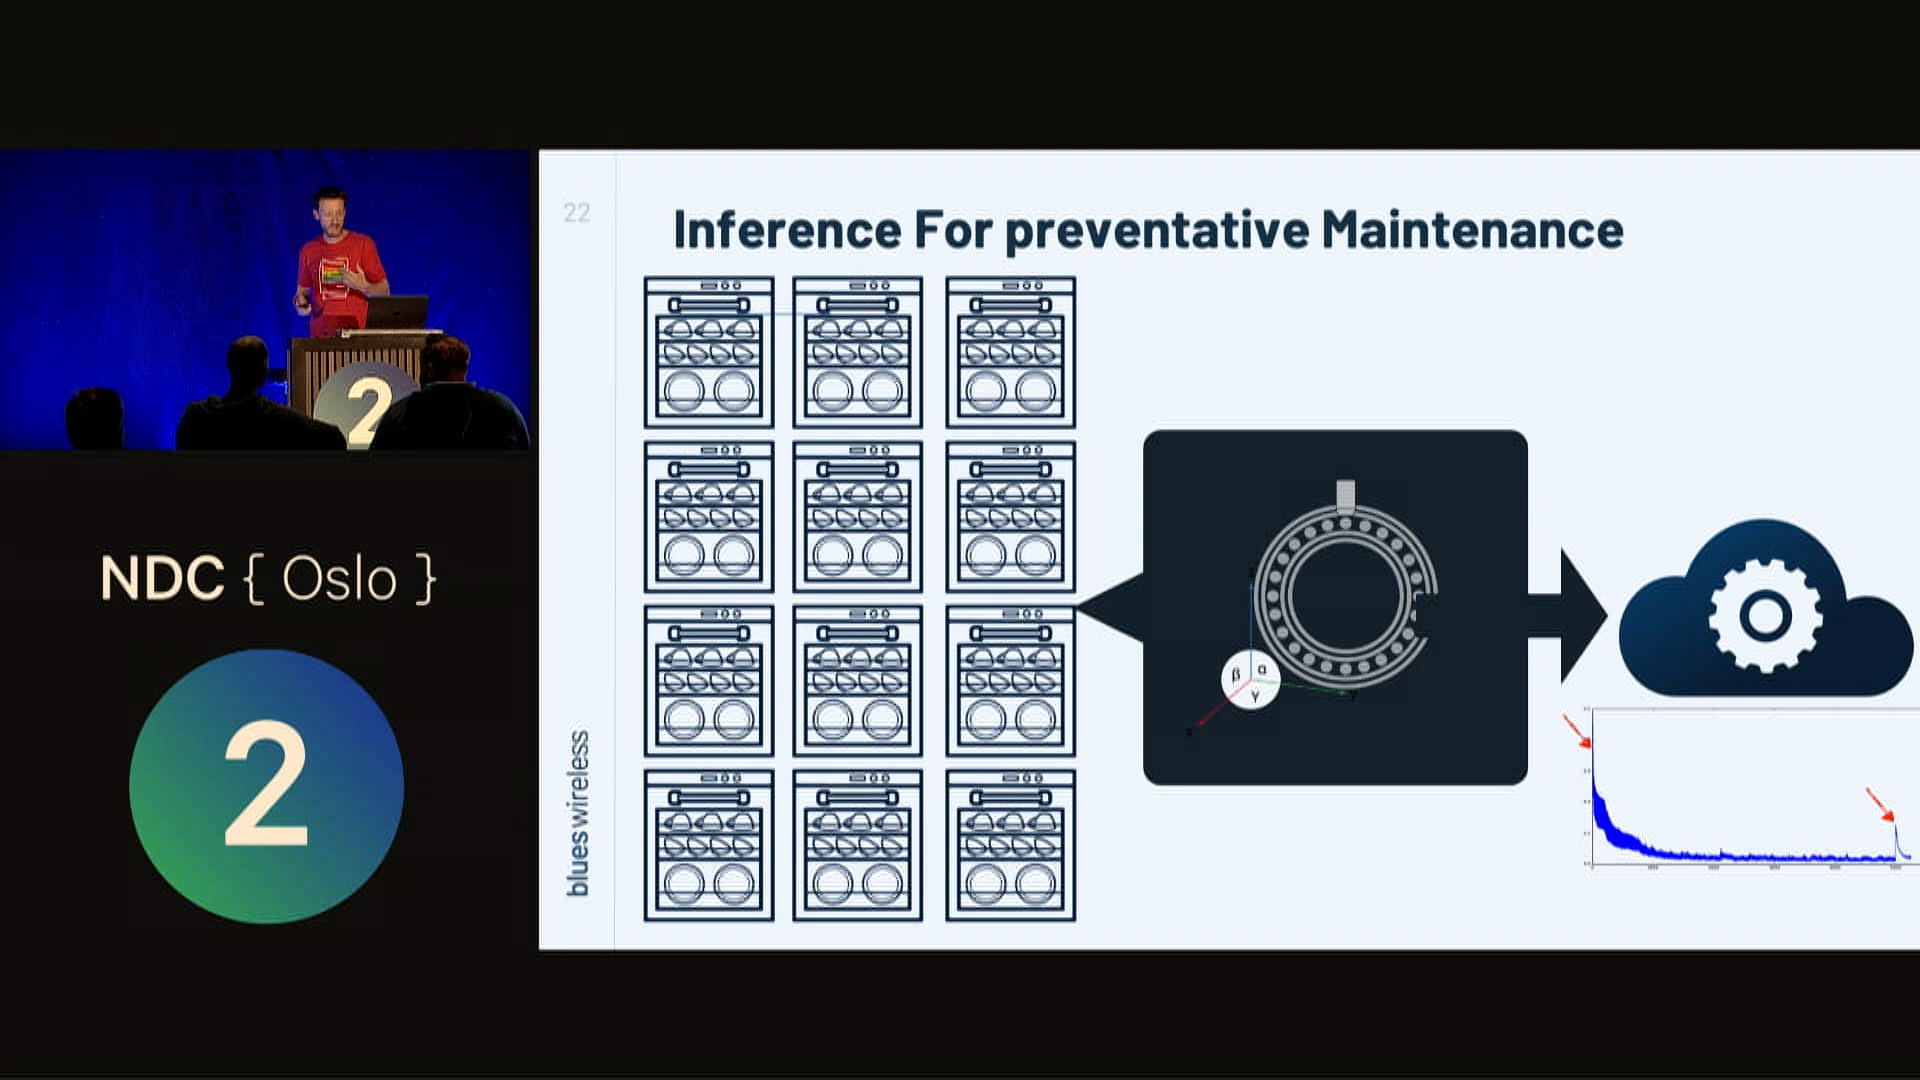 22
Inference For preventative Maintenance
2
NDC { Oslo }
2
blues wireless
β
α
γ